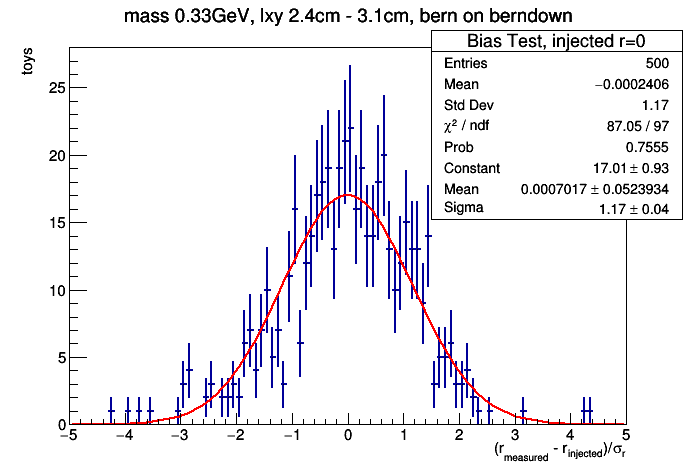 mass 0.33GeV, lxy 2.4cm - 3.1cm, bern on berndown
Bias Test, injected r=0
Entries 500
Mean −0.0002406
Std Dev 1.17
χ² / ndf 87.05 / 97
Prob 0.7555
Constant 17.01 ± 0.93
Mean 0.0007017 ± 0.0523934
Sigma 1.17 ± 0.04
toys
25
20
15
10
5
0
−5 −4 −3 −2 −1 0 1 2 3 4 5
(r_measured - r_injected)/σ_r